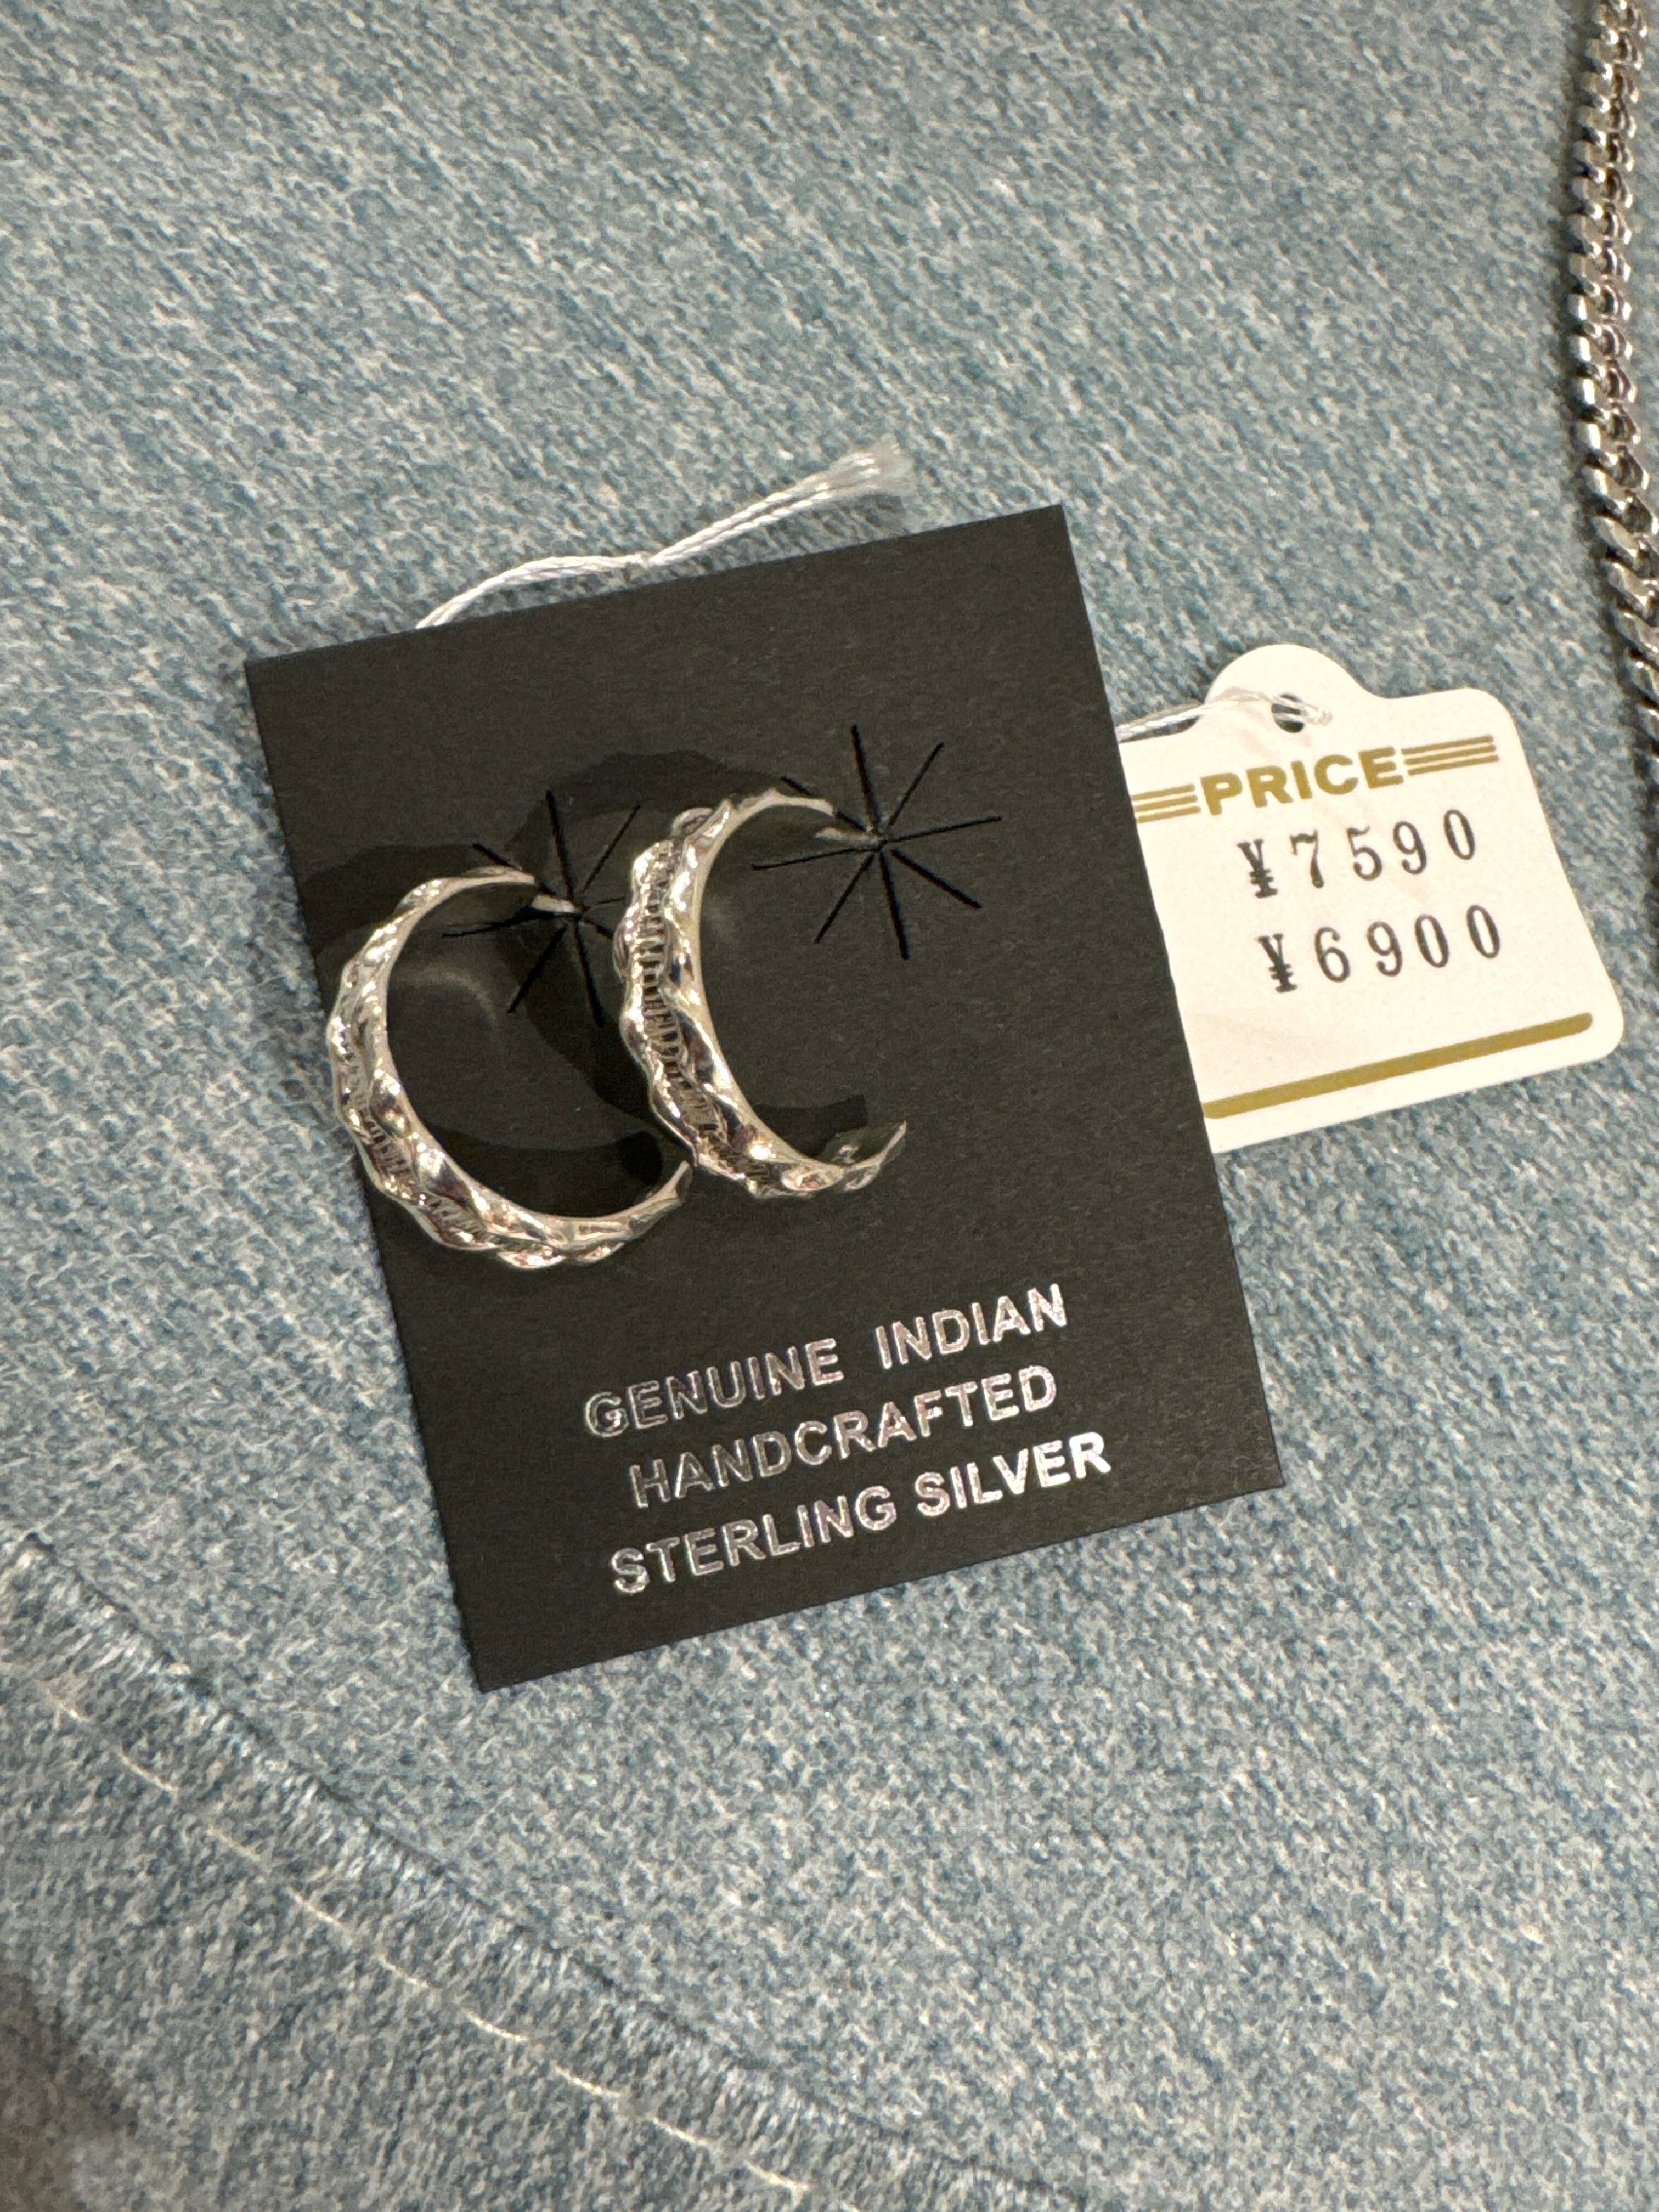 PRICE
¥7590
¥6900
GENUINE INDIAN
HANDCRAFTED
STERLING SILVER